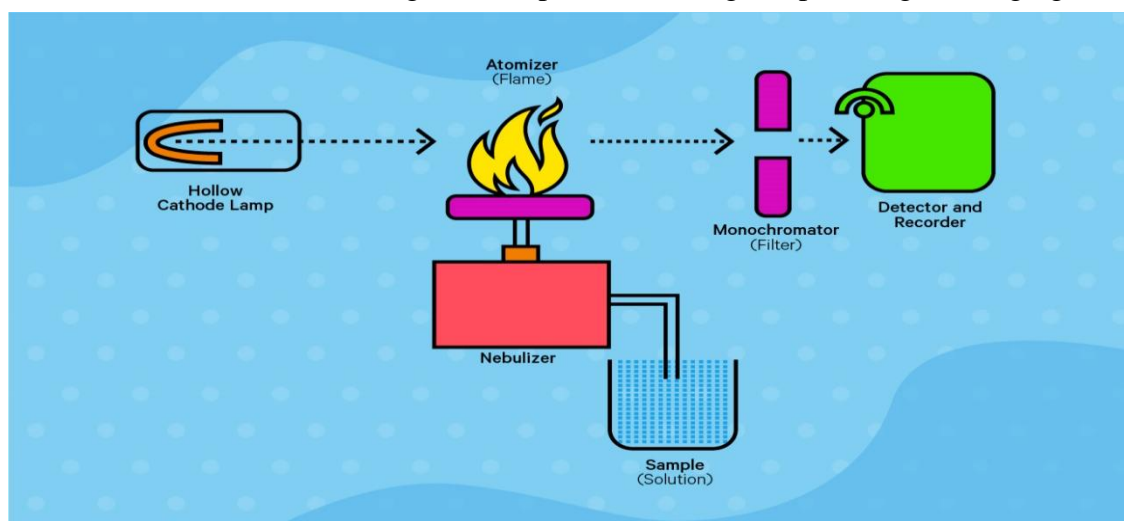 Atomizer
(Flame)
Hollow
Cathode Lamp
Monochromator
(Filter)
Detector and
Recorder
Nebulizer
Sample
(Solution)